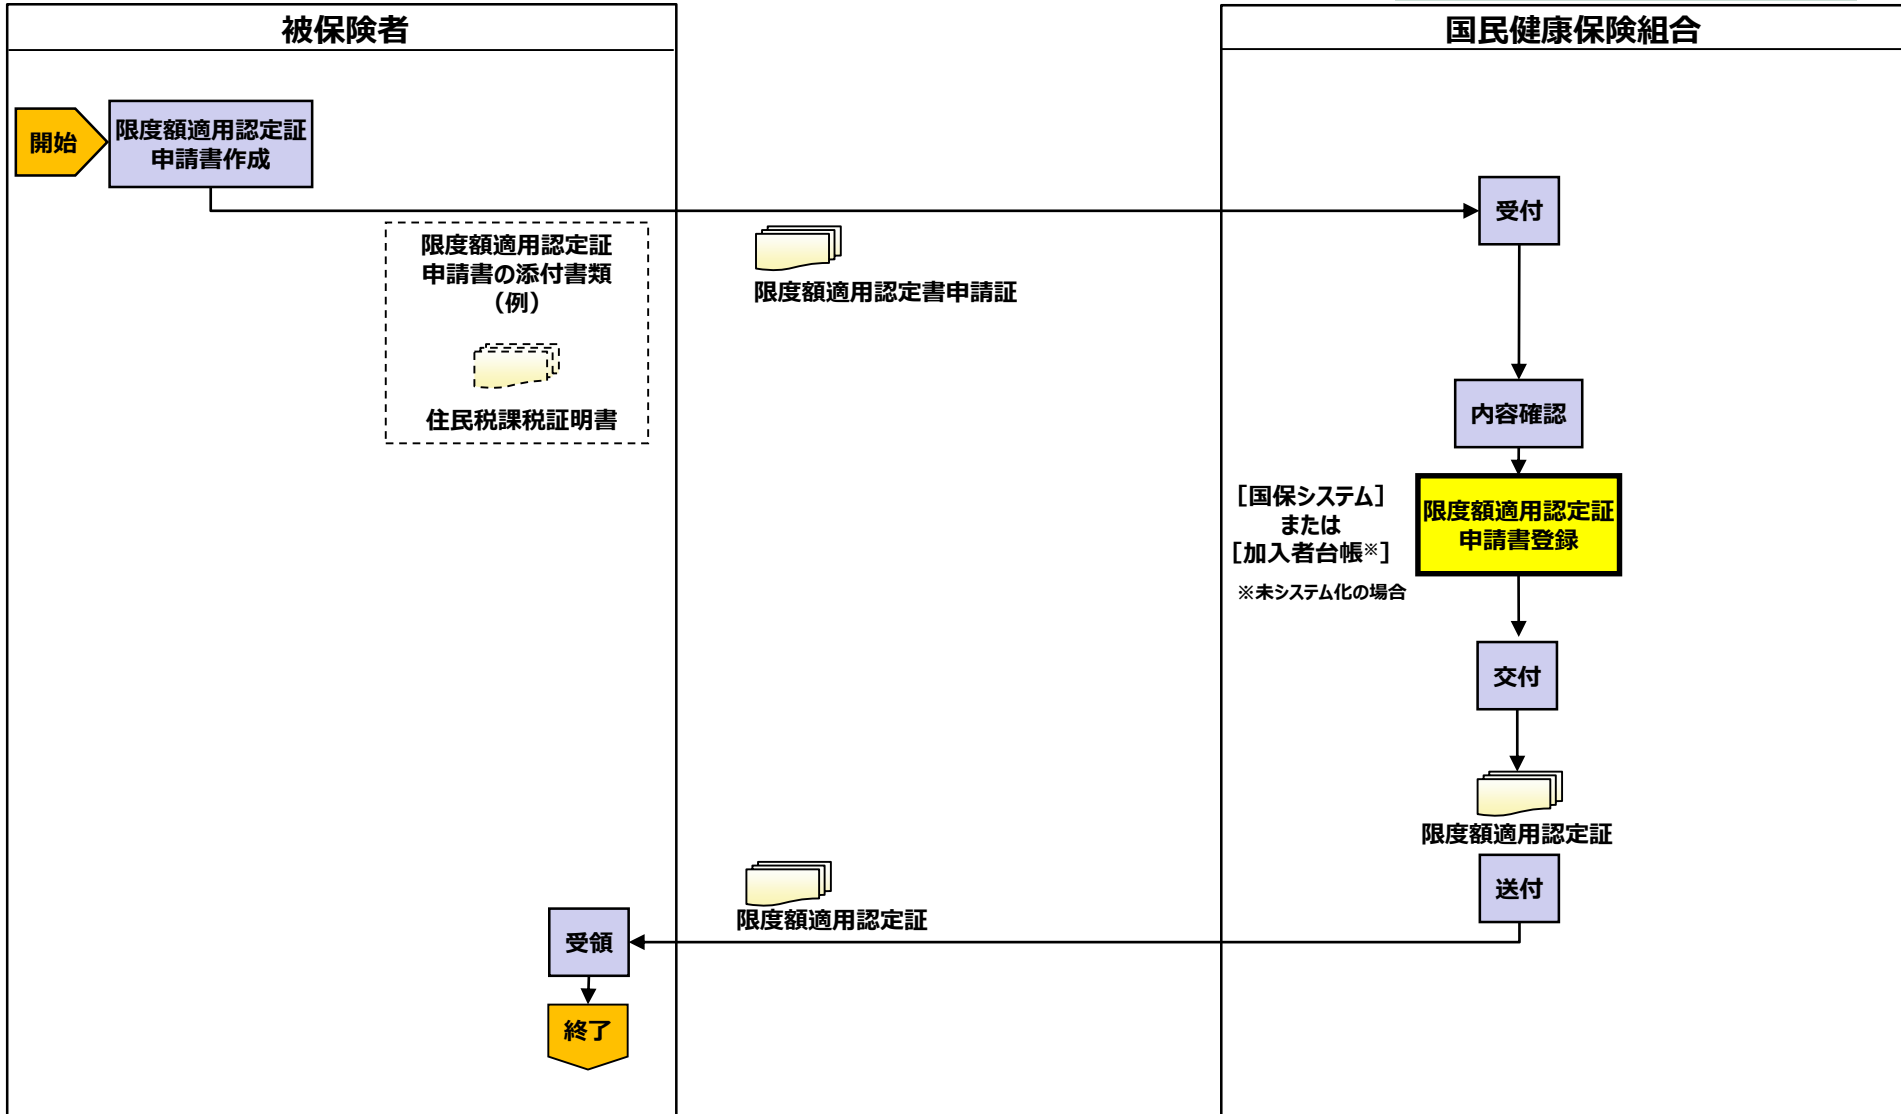 被保険者
国民健康保険組合
開始
限度額適用認定証
申請書作成
受付
限度額適用認定証
申請書の添付書類
(例)
住民税課税証明書
限度額適用認定書申請証
内容確認
[国保システム]
または
[加入者台帳※]
※未システム化の場合
限度額適用認定証
申請書登録
交付
限度額適用認定証
送付
限度額適用認定証
受領
終了